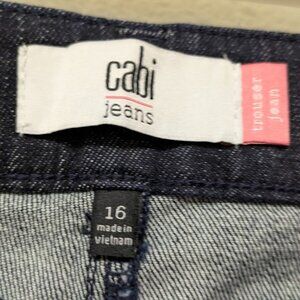 cabi
jeans
trouser
jean
16
made in
vietnam